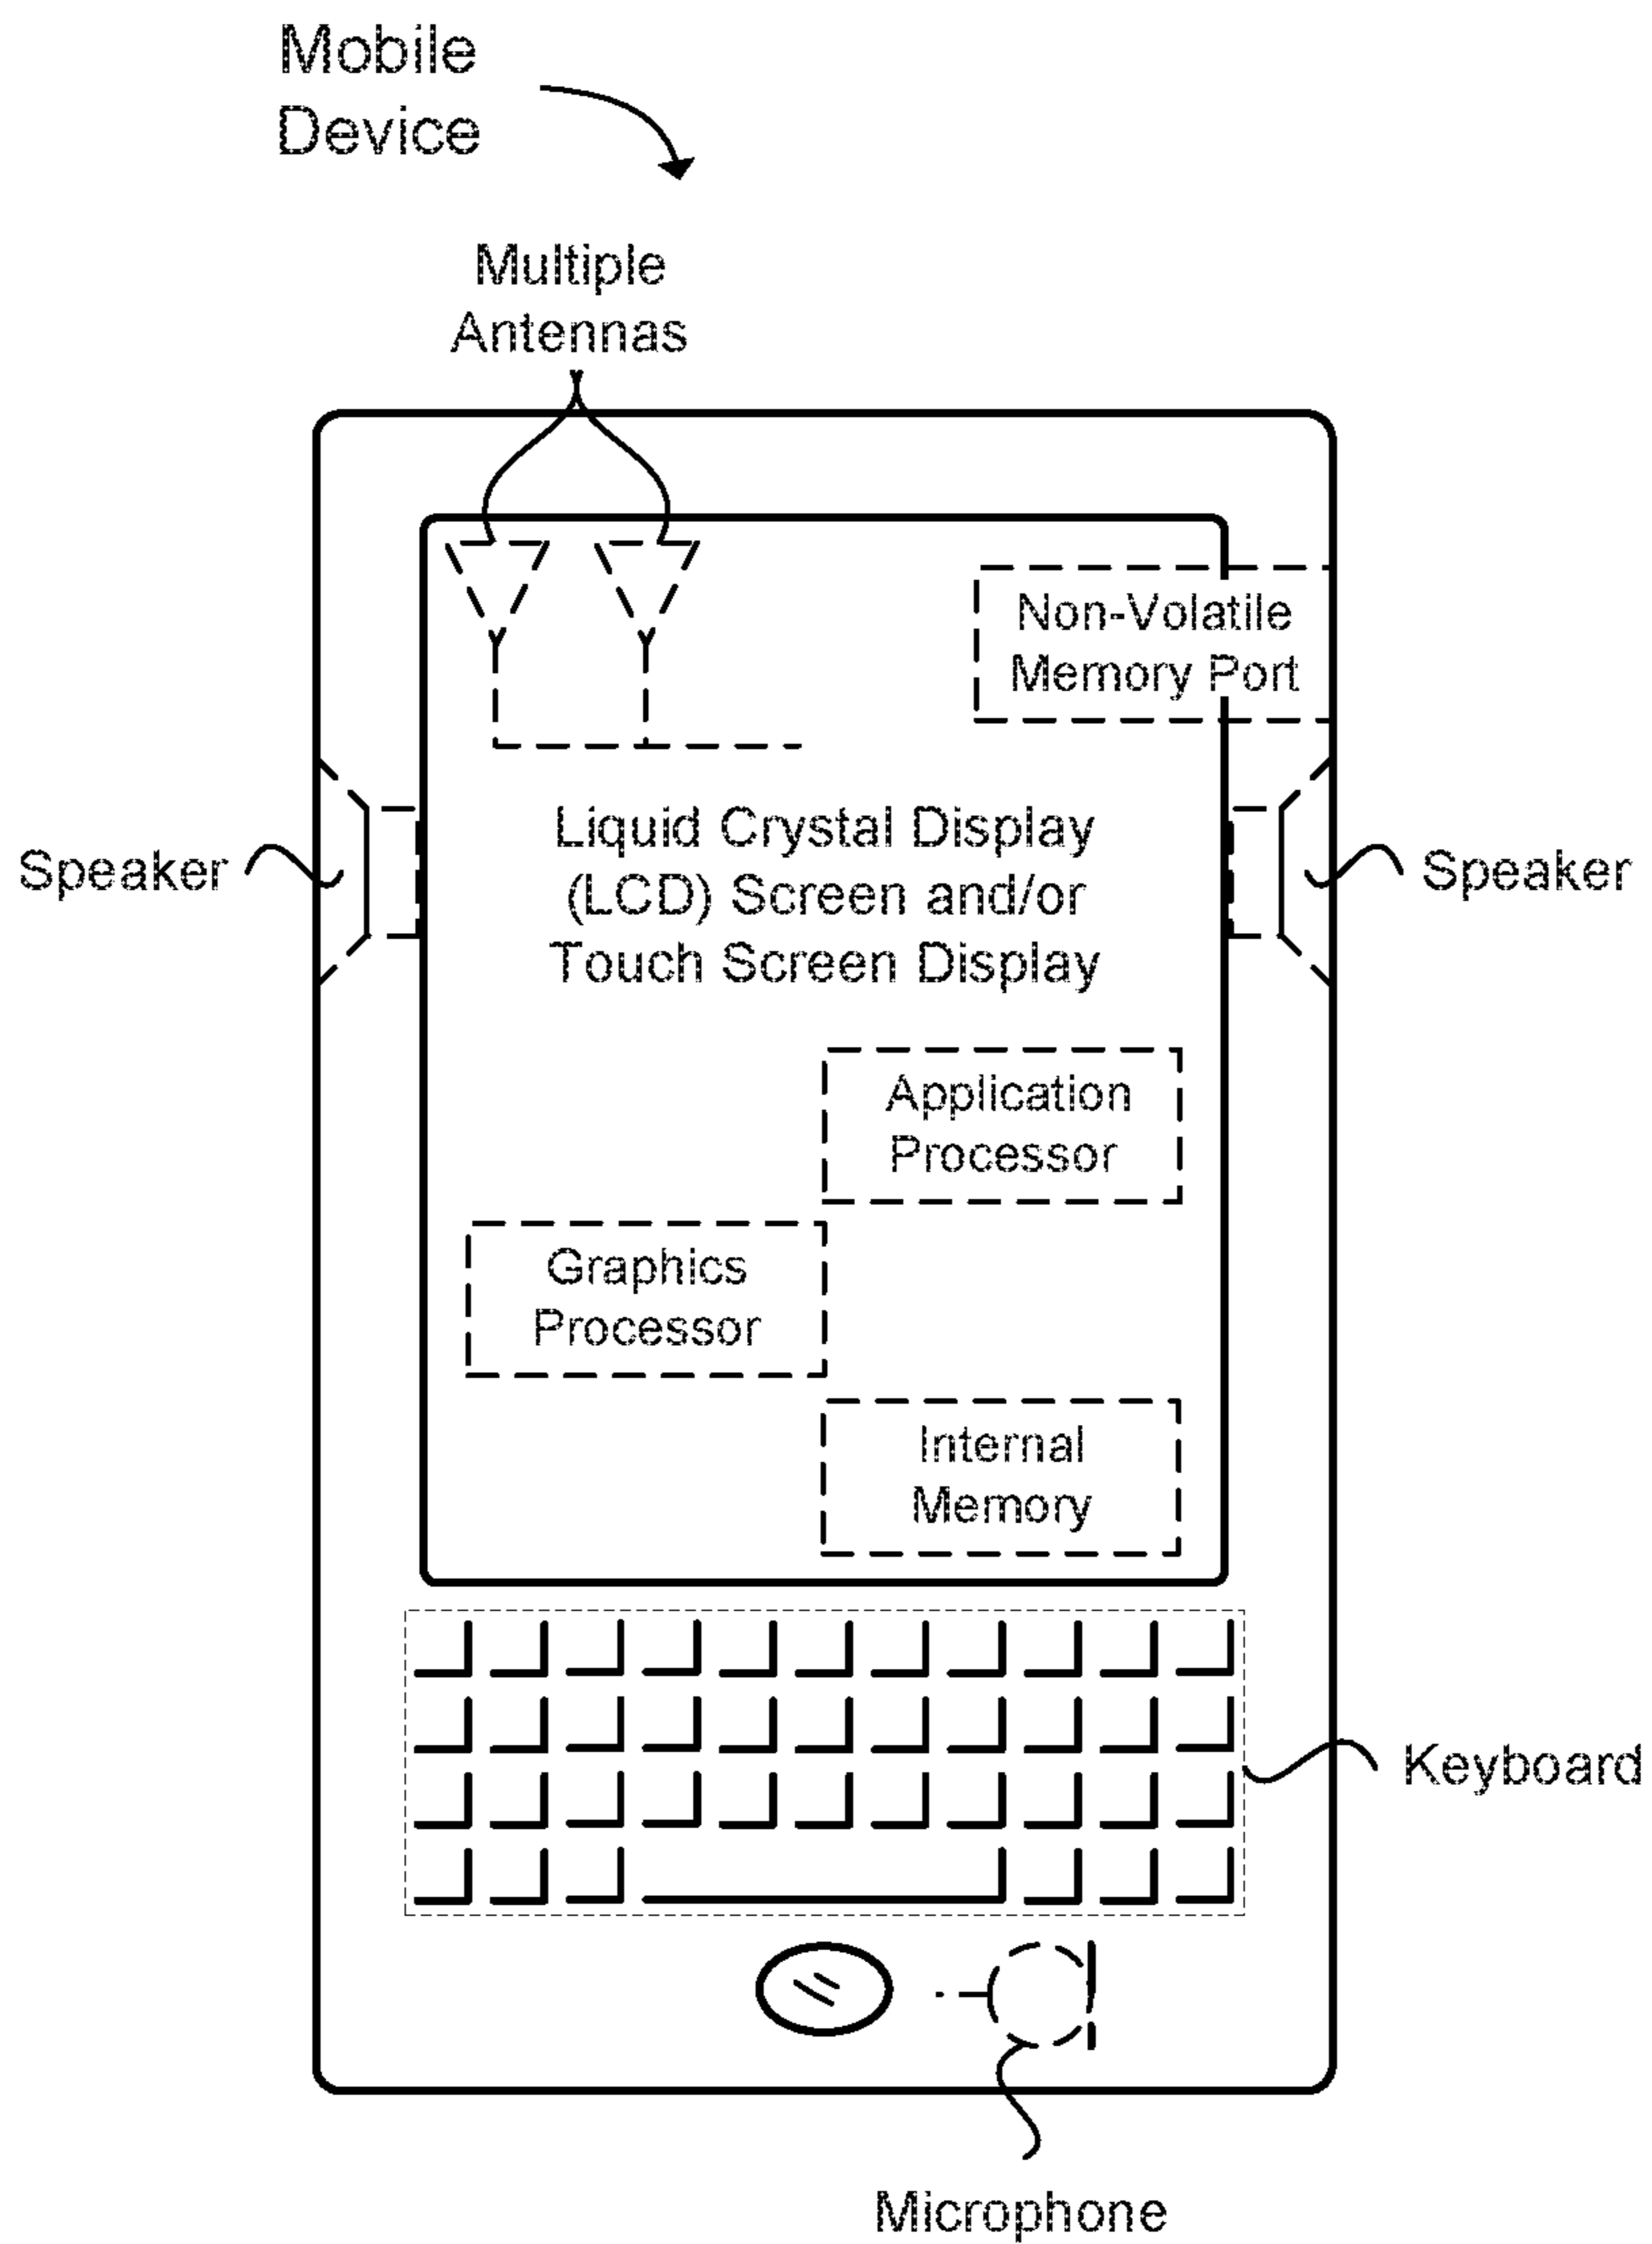 Mobile
Device
Multiple
Antennas
Non-Volatile
Memory Port
Speaker
Liquid Crystal Display
(LCD) Screen and/or
Touch Screen Display
Speaker
Application
Processor
Graphics
Processor
Internal
Memory
Keyboard
Microphone